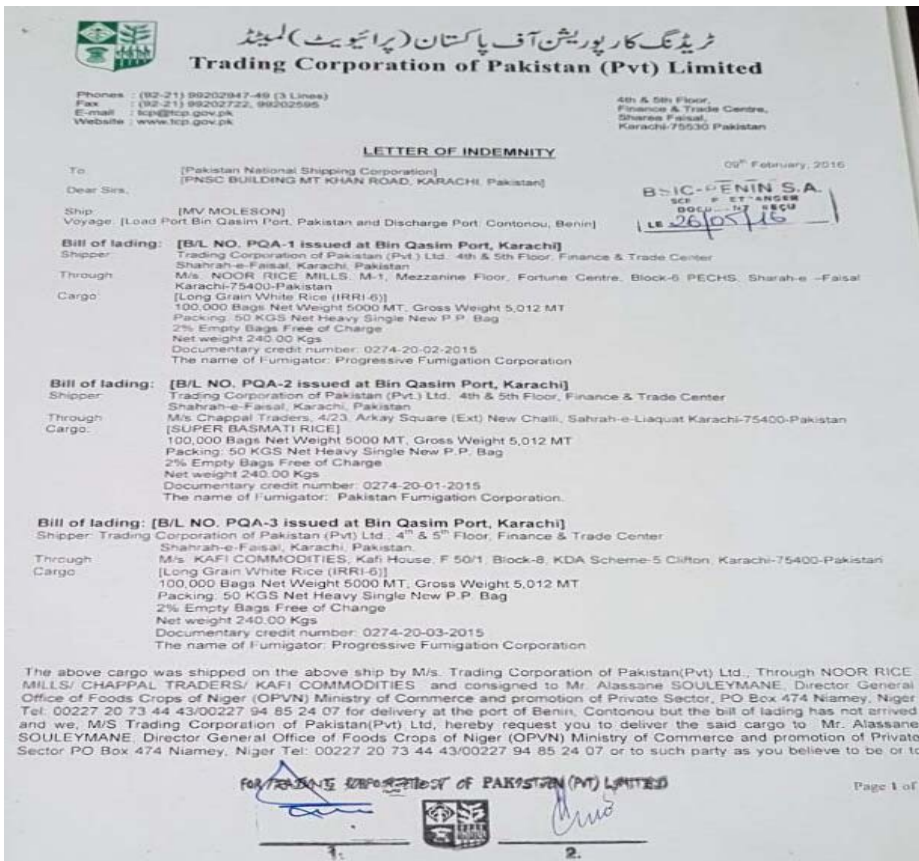 ٹریڈنگ کارپوریشن آف پاکستان (پرائیویٹ) لمیٹڈ
Trading Corporation of Pakistan (Pvt) Limited
Phones : (92-21) 99202947-49 (3 Lines)
Fax : (92-21) 99202722, 99202595
E-mail : tcp@tcp.gov.pk
Website : www.tcp.gov.pk
4th & 5th Floor,
Finance & Trade Centre,
Sharea Faisal,
Karachi-75530 Pakistan
LETTER OF INDEMNITY
09th February, 2016
To [Pakistan National Shipping Corporation]
[PNSC BUILDING MT KHAN ROAD, KARACHI, Pakistan]
Dear Sirs,
BSIC-BENIN S.A.
LE 26/05/16
Ship [MV MOLESON]
Voyage: [Load Port Bin Qasim Port, Pakistan and Discharge Port: Contonou, Benin]
Bill of lading: [B/L NO. PQA-1 issued at Bin Qasim Port, Karachi]
Shipper: Trading Corporation of Pakistan (Pvt.) Ltd. 4th & 5th Floor, Finance & Trade Center
Shahrah-e-Faisal, Karachi, Pakistan
Through M/s. NOOR RICE MILLS. M-1, Mezzanine Floor, Fortune Centre, Block-6 PECHS, Sharah-e –Faisal
Karachi-75400-Pakistan
Cargo: [Long Grain White Rice (IRRI-6)]
100,000 Bags Net Weight 5000 MT, Gross Weight 5,012 MT
Packing: 50 KGS Net Heavy Single New P.P. Bag
2% Empty Bags Free of Charge
Net weight 240.00 Kgs
Documentary credit number: 0274-20-02-2015
The name of Fumigator: Progressive Fumigation Corporation
Bill of lading: [B/L NO. PQA-2 issued at Bin Qasim Port, Karachi]
Shipper: Trading Corporation of Pakistan (Pvt.) Ltd. 4th & 5th Floor, Finance & Trade Center
Shahrah-e-Faisal, Karachi, Pakistan
Through M/s Chappal Traders, 4/23, Arkay Square (Ext) New Challi, Sahrah-e-Liaquat Karachi-75400-Pakistan
Cargo: [SUPER BASMATI RICE]
100,000 Bags Net Weight 5000 MT, Gross Weight 5,012 MT
Packing: 50 KGS Net Heavy Single New P.P. Bag
2% Empty Bags Free of Charge
Net weight 240.00 Kgs
Documentary credit number: 0274-20-01-2015
The name of Fumigator: Pakistan Fumigation Corporation.
Bill of lading: [B/L NO. PQA-3 issued at Bin Qasim Port, Karachi]
Shipper: Trading Corporation of Pakistan (Pvt) Ltd., 4th & 5th Floor, Finance & Trade Center
Shahrah-e-Faisal, Karachi, Pakistan.
Through M/s. KAFI COMMODITIES, Kafi House, F 50/1, Block-8, KDA Scheme-5 Clifton, Karachi-75400-Pakistan
Cargo [Long Grain White Rice (IRRI-6)]
100,000 Bags Net Weight 5000 MT, Gross Weight 5,012 MT
Packing: 50 KGS Net Heavy Single New P.P. Bag
2% Empty Bags Free of Change
Net weight 240.00 Kgs
Documentary credit number: 0274-20-03-2015
The name of Fumigator: Progressive Fumigation Corporation
The above cargo was shipped on the above ship by M/s. Trading Corporation of Pakistan(Pvt) Ltd., Through NOOR RICE
MILLS/ CHAPPAL TRADERS/ KAFI COMMODITIES and consigned to Mr. Alassane SOULEYMANE, Director General
Office of Foods Crops of Niger (OPVN) Ministry of Commerce and promotion of Private Sector, PO Box 474 Niamey, Niger
Tel: 00227 20 73 44 43/00227 94 85 24 07 for delivery at the port of Benin, Contonou but the bill of lading has not arrived
and we, M/S Trading Corporation of Pakistan(Pvt) Ltd, hereby request you to deliver the said cargo to Mr. Alassane
SOULEYMANE, Director General Office of Foods Crops of Niger (OPVN) Ministry of Commerce and promotion of Private
Sector PO Box 474 Niamey, Niger Tel: 00227 20 73 44 43/00227 94 85 24 07 or to such party as you believe to be or to
FOR TRADING CORPORATION OF PAKISTAN (PVT) LIMITED
Page 1 of
1.
2.